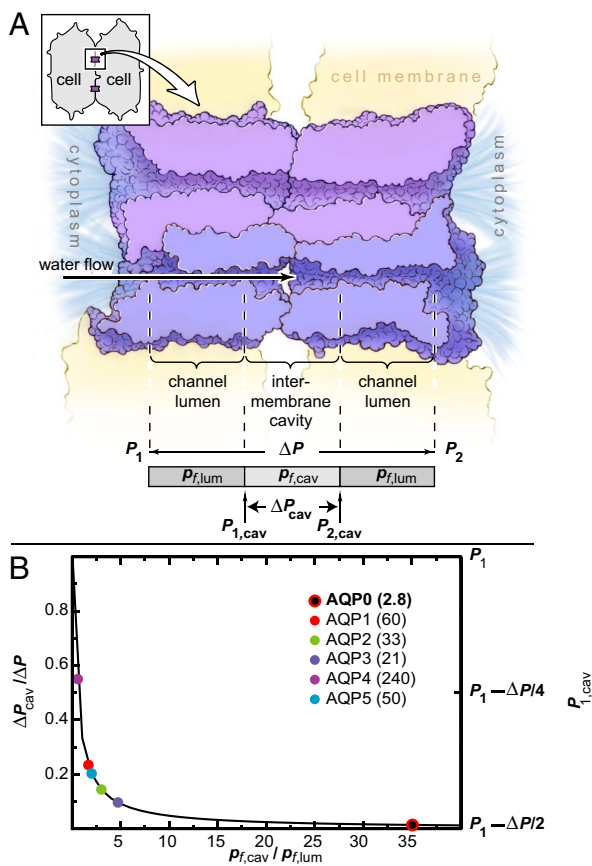 A
cell
cell
cell membrane
cytoplasm
cytoplasm
water flow
channel
lumen
inter-
membrane
cavity
channel
lumen
P1
ΔP
P2
pf,lum
pf,cav
pf,lum
ΔPcav
P1,cav
P2,cav
B
P1
0.8
0.6
0.4
0.2
ΔPcav /ΔP
AQP0 (2.8)
AQP1 (60)
AQP2 (33)
AQP3 (21)
AQP4 (240)
AQP5 (50)
P1 −ΔP/4
P1,cav
P1 −ΔP/2
5
15
25
35
pf,cav / pf,lum